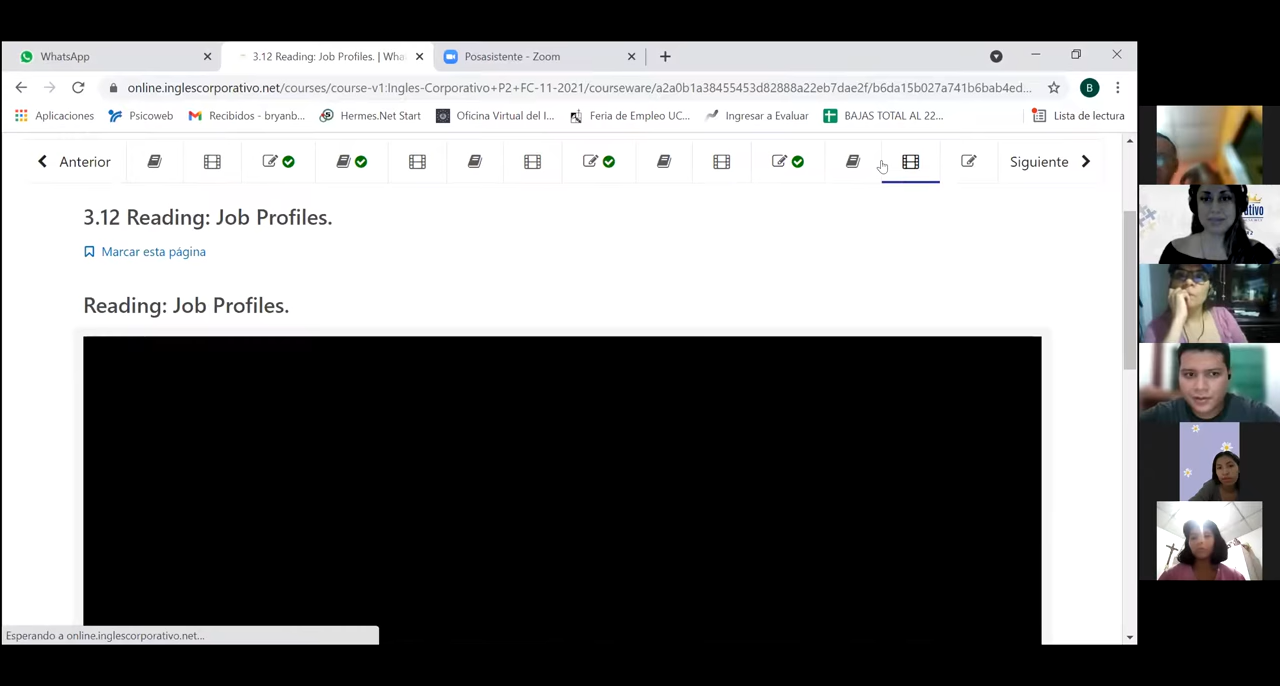 WhatsApp
3.12 Reading: Job Profiles. | Wha
Posasistente - Zoom
online.inglescorporativo.net/courses/course-v1:Ingles-Corporativo+P2+FC-11-2021/courseware/a2a0b1a38455453d82888a22eb7dae2f/b6da15b027a741b6bab4ed...
B
Aplicaciones
Psicoweb
Recibidos - bryanb...
Hermes.Net Start
Oficina Virtual del I...
Feria de Empleo UC...
Ingresar a Evaluar
BAJAS TOTAL AL 22...
Lista de lectura
Anterior
Siguiente
3.12 Reading: Job Profiles.
Marcar esta página
Reading: Job Profiles.
Esperando a online.inglescorporativo.net...